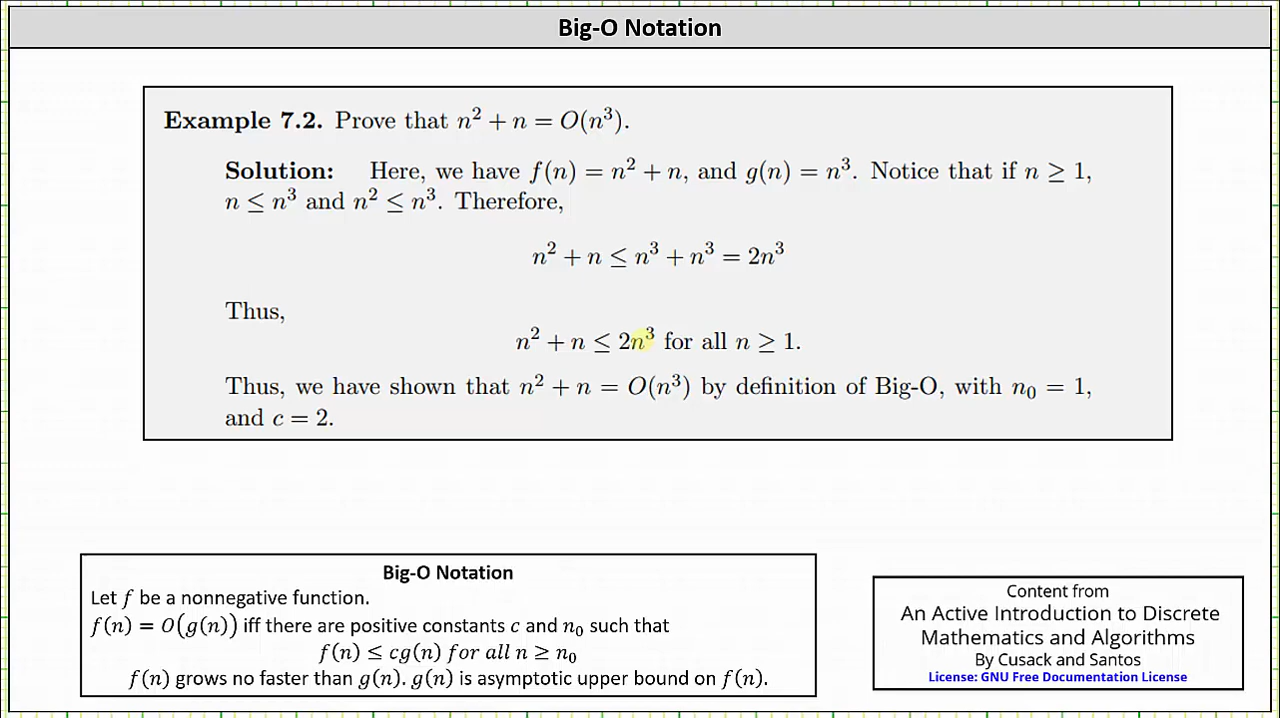 Big-O Notation
Example 7.2. Prove that n² + n = O(n³).
Solution: Here, we have f(n) = n² + n, and g(n) = n³. Notice that if n ≥ 1,
n ≤ n³ and n² ≤ n³. Therefore,
n² + n ≤ n³ + n³ = 2n³
Thus,
n² + n ≤ 2n³ for all n ≥ 1.
Thus, we have shown that n² + n = O(n³) by definition of Big-O, with n₀ = 1,
and c = 2.
Big-O Notation
Let f be a nonnegative function.
f(n) = O(g(n)) iff there are positive constants c and n₀ such that
f(n) ≤ cg(n) for all n ≥ n₀
f(n) grows no faster than g(n). g(n) is asymptotic upper bound on f(n).
Content from
An Active Introduction to Discrete
Mathematics and Algorithms
By Cusack and Santos
License: GNU Free Documentation License